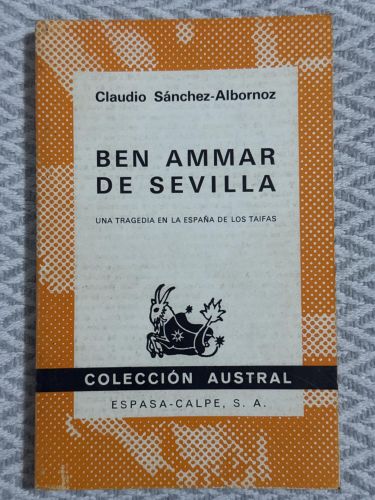 Claudio Sánchez-Albornoz
BEN AMMAR
DE SEVILLA
UNA TRAGEDIA EN LA ESPAÑA DE LOS TAIFAS
COLECCIÓN AUSTRAL
ESPASA-CALPE, S. A.